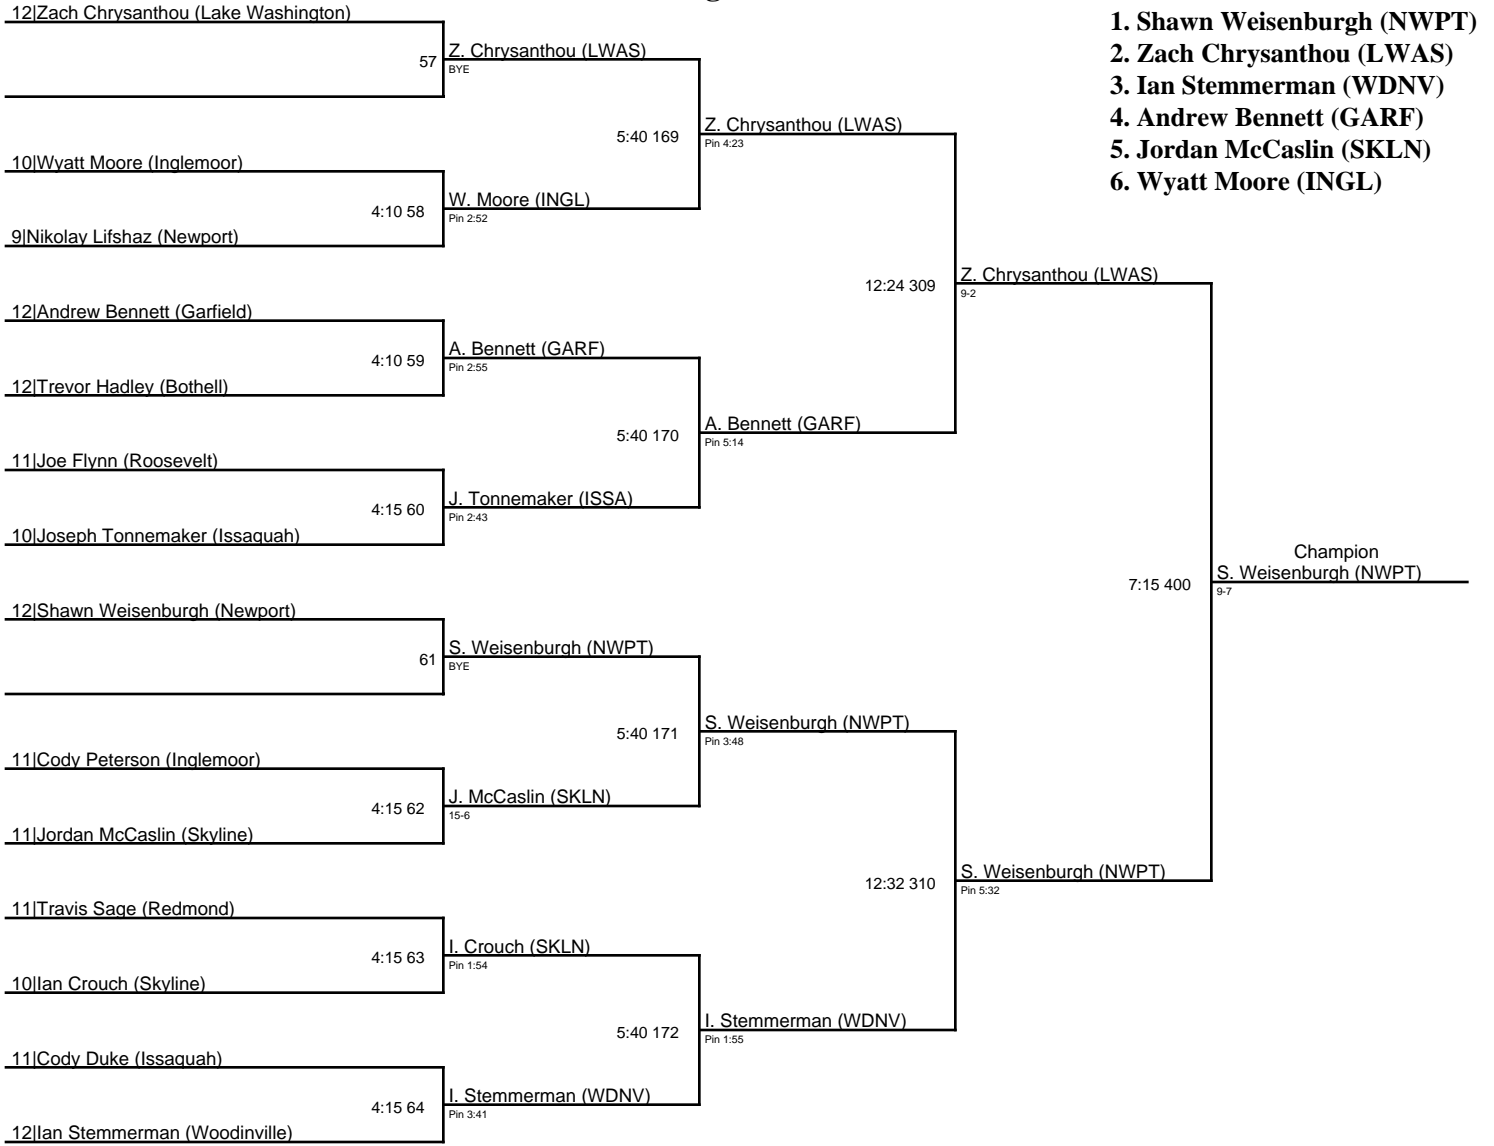 12|Zach Chrysanthou (Lake Washington)
57
Z. Chrysanthou (LWAS)
BYE
5:40 169
Z. Chrysanthou (LWAS)
Pin 4:23
10|Wyatt Moore (Inglemoor)
4:10 58
W. Moore (INGL)
Pin 2:52
9|Nikolay Lifshaz (Newport)
12:24 309
Z. Chrysanthou (LWAS)
9-2
12|Andrew Bennett (Garfield)
4:10 59
A. Bennett (GARF)
Pin 2:55
12|Trevor Hadley (Bothell)
5:40 170
A. Bennett (GARF)
Pin 5:14
11|Joe Flynn (Roosevelt)
4:15 60
J. Tonnemaker (ISSA)
Pin 2:43
10|Joseph Tonnemaker (Issaquah)
7:15 400
Champion
S. Weisenburgh (NWPT)
9-7
12|Shawn Weisenburgh (Newport)
61
S. Weisenburgh (NWPT)
BYE
5:40 171
S. Weisenburgh (NWPT)
Pin 3:48
11|Cody Peterson (Inglemoor)
4:15 62
J. McCaslin (SKLN)
15-6
11|Jordan McCaslin (Skyline)
12:32 310
S. Weisenburgh (NWPT)
Pin 5:32
11|Travis Sage (Redmond)
4:15 63
I. Crouch (SKLN)
Pin 1:54
10|Ian Crouch (Skyline)
5:40 172
I. Stemmerman (WDNV)
Pin 1:55
11|Cody Duke (Issaquah)
4:15 64
I. Stemmerman (WDNV)
Pin 3:41
12|Ian Stemmerman (Woodinville)
1. Shawn Weisenburgh (NWPT)
2. Zach Chrysanthou (LWAS)
3. Ian Stemmerman (WDNV)
4. Andrew Bennett (GARF)
5. Jordan McCaslin (SKLN)
6. Wyatt Moore (INGL)